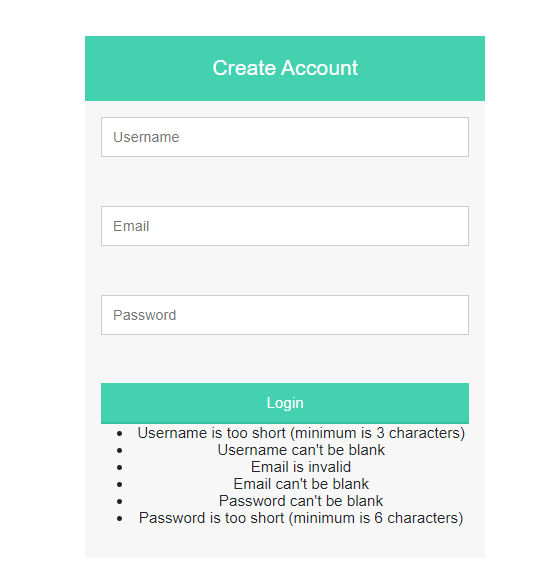 Create Account
Username
Email
Password
Login
Username is too short (minimum is 3 characters)
Username can't be blank
Email is invalid
Email can't be blank
Password can't be blank
Password is too short (minimum is 6 characters)